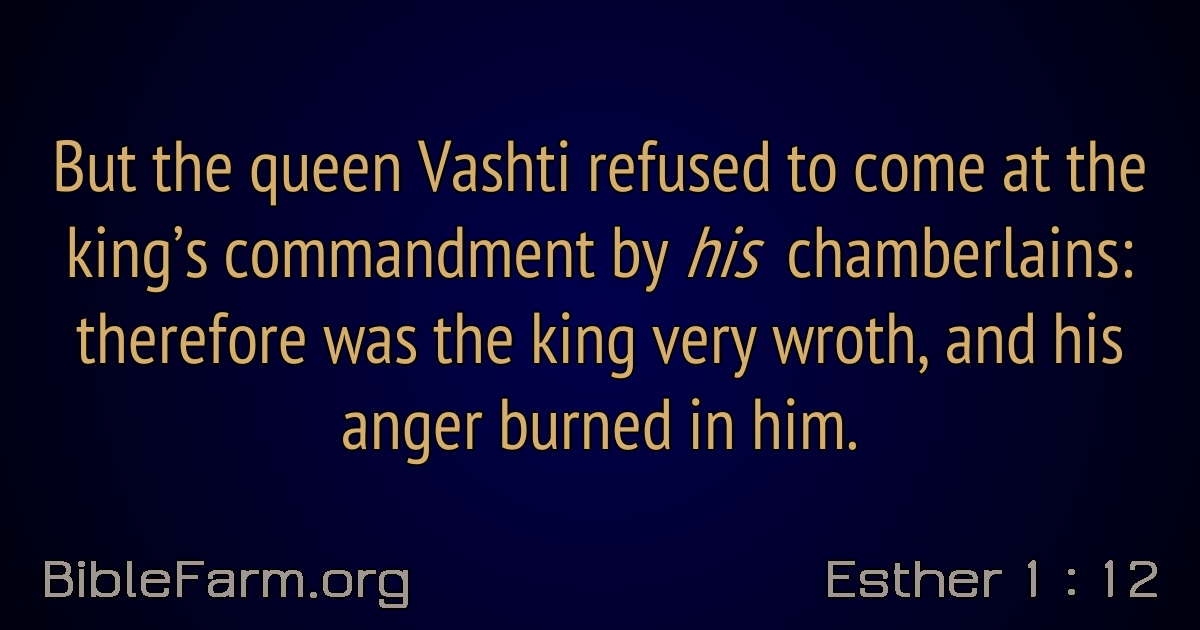 But the queen Vashti refused to come at the
king’s commandment by his chamberlains:
therefore was the king very wroth, and his
anger burned in him.
BibleFarm.org
Esther 1 : 12